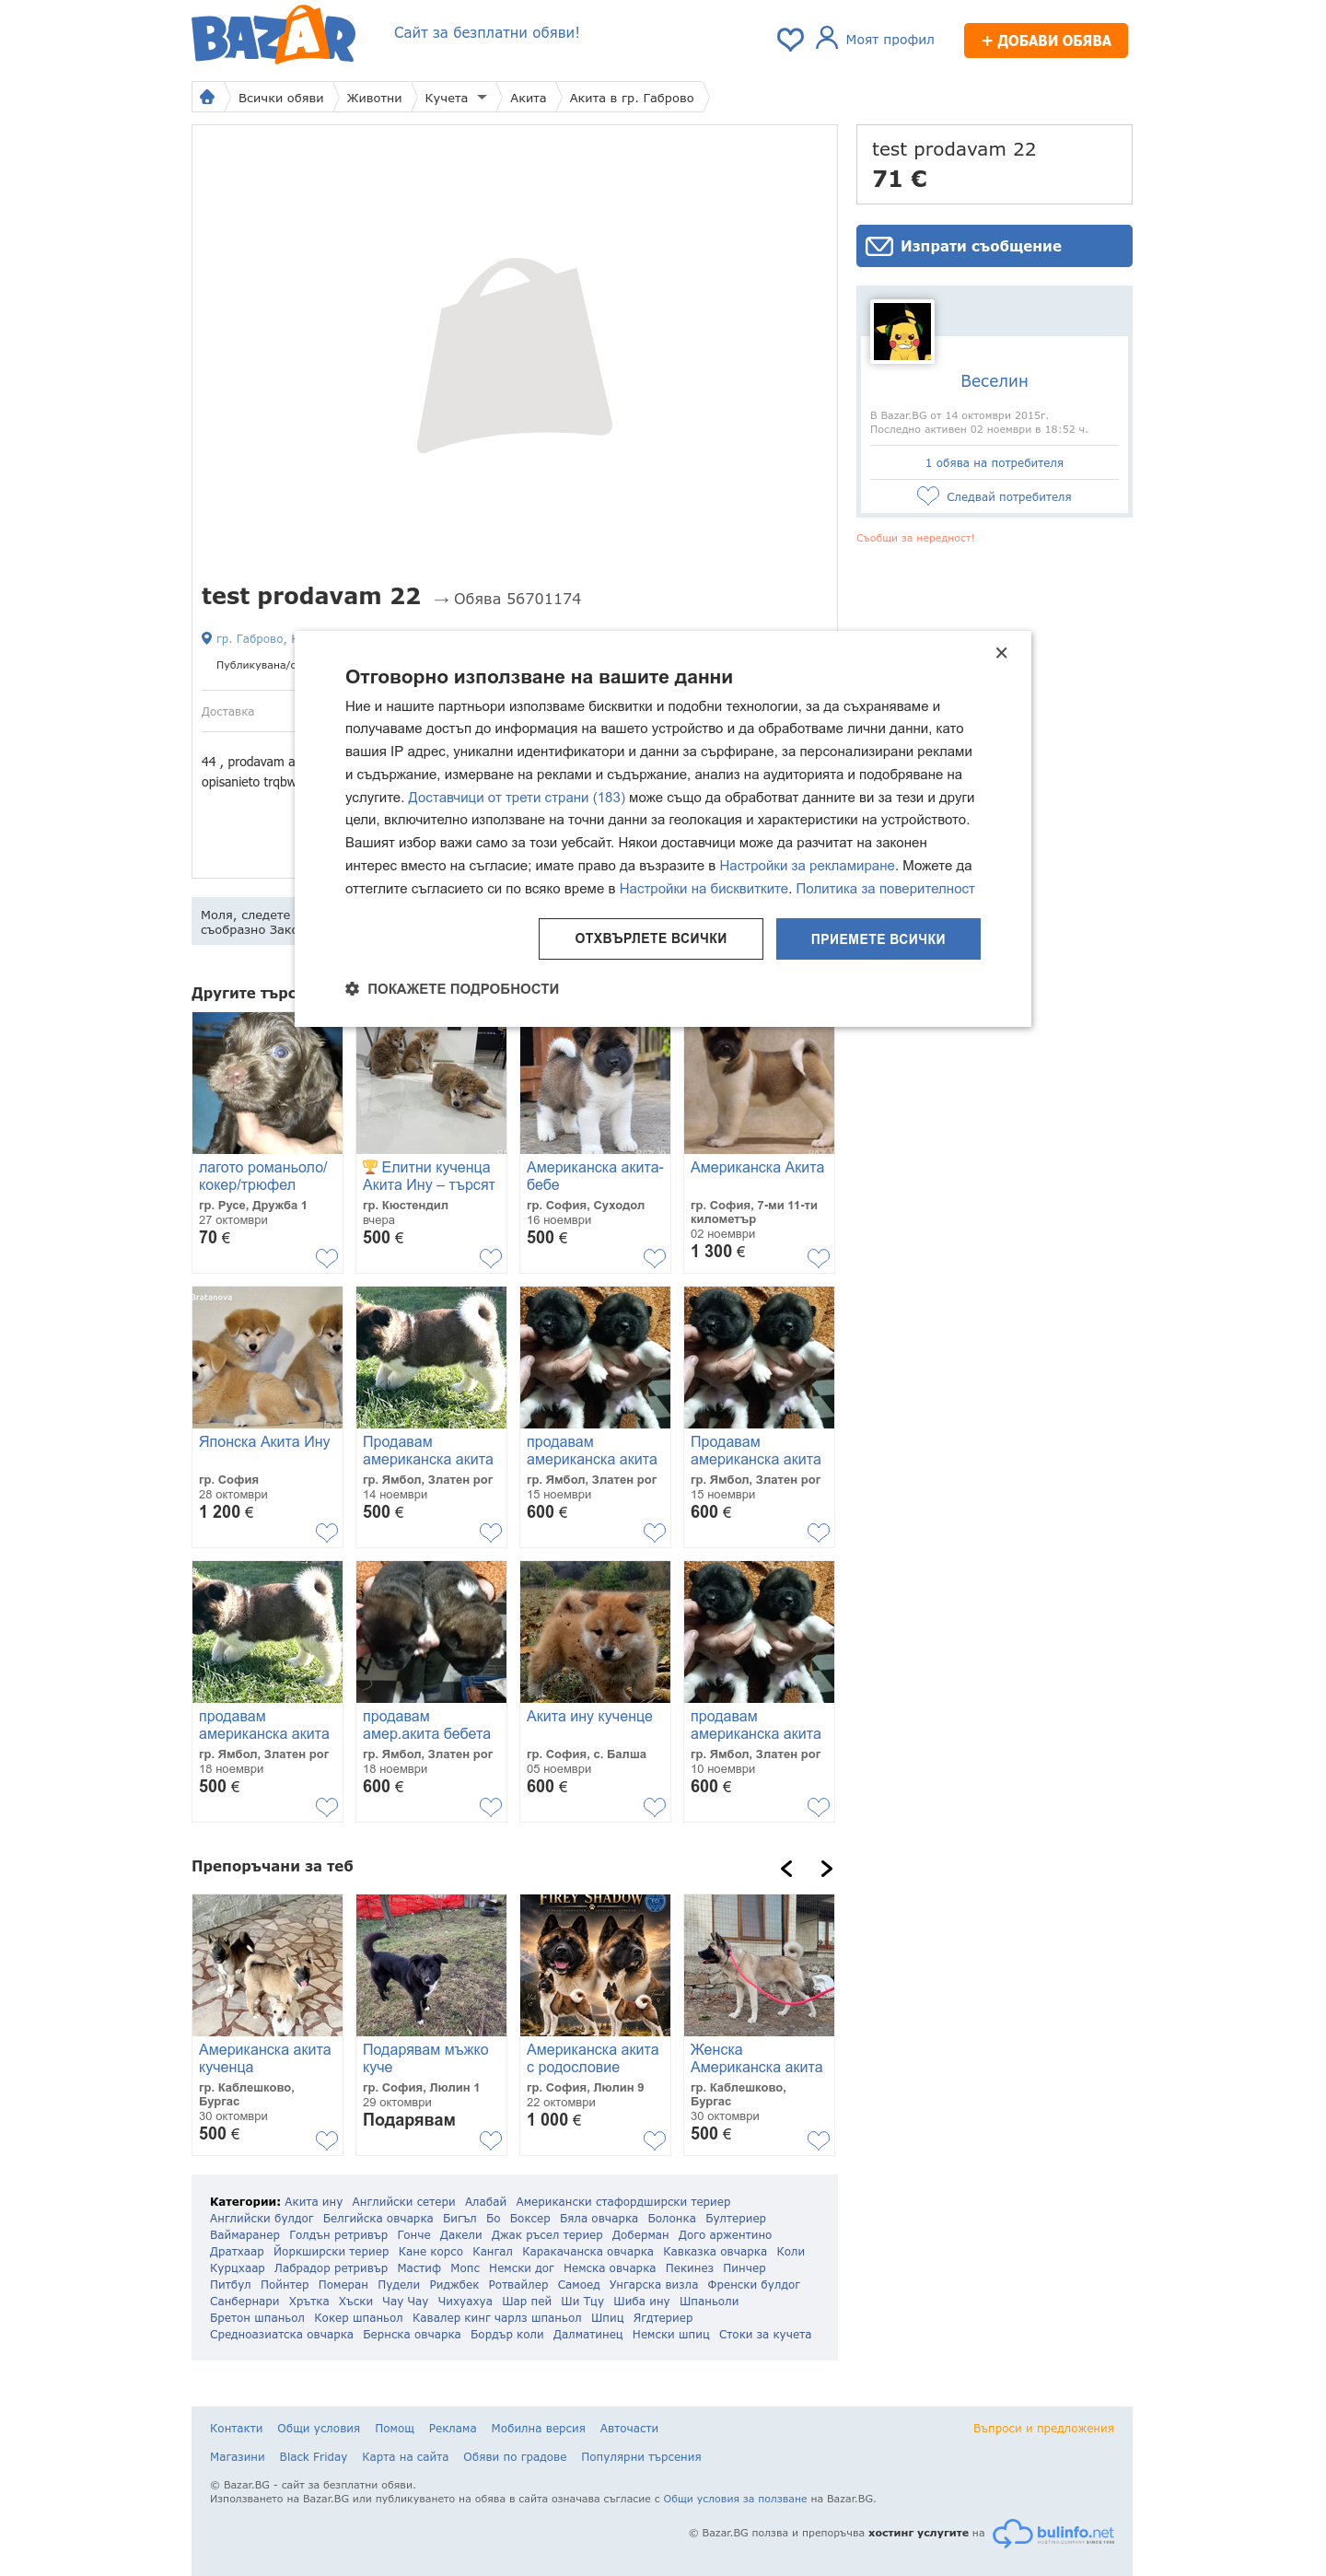 BAZAR
Сайт за безплатни обяви!
Моят профил
+ ДОБАВИ ОБЯВА
Всички обяви
Животни
Кучета
Акита
Акита в гр. Габрово
test prodavam 22
71 €
Изпрати съобщение
Веселин
В Bazar.BG от 14 октомври 2015г.
Последно активен 02 ноември в 18:52 ч.
1 обява на потребителя
Следвай потребителя
Съобщи за нередност!
test prodavam 22 → Обява 56701174
гр. Габрово,
Доставка
44 , prodavam
opisanieto
Моля, следете
съобразно
Отговорно използване на вашите данни
Ние и нашите партньори използваме бисквитки и подобни технологии, за да съхраняваме и
получаваме достъп до информация на вашето устройство и да обработваме лични данни, като
вашия IP адрес, уникални идентификатори и данни за сърфиране, за персонализирани реклами
и съдържание, измерване на реклами и съдържание, анализ на аудиторията и подобряване на
услугите. Доставчици от трети страни (183) може също да обработват данните ви за тези и други
цели, включително използване на точни данни за геолокация и характеристики на устройството.
Вашият избор важи само за този уебсайт. Някои доставчици може да разчитат на законен
интерес вместо на съгласие; имате право да възразите в Настройки за рекламиране. Можете да
оттеглите съгласието си по всяко време в Настройки на бисквитките. Политика за поверителност
ОТХВЪРЛЕТЕ ВСИЧКИ
ПРИЕМЕТЕ ВСИЧКИ
ПОКАЖЕТЕ ПОДРОБНОСТИ
Другите
лагото романьоло/
кокер/трюфел
гр. Русе, Дружба 1
27 октомври
70 €
🏆 Елитни кученца
Акита Ину – търсят
гр. Кюстендил
вчера
500 €
Американска акита-
бебе
гр. София, Суходол
16 ноември
500 €
Американска Акита
гр. София, 7-ми 11-ти
километър
02 ноември
1 300 €
Bratanova
Японска Акита Ину
гр. София
28 октомври
1 200 €
Продавам
американска акита
гр. Ямбол, Златен рог
14 ноември
500 €
продавам
американска акита
гр. Ямбол, Златен рог
15 ноември
600 €
Продавам
американска акита
гр. Ямбол, Златен рог
15 ноември
600 €
продавам
американска акита
гр. Ямбол, Златен рог
18 ноември
500 €
продавам
амер.акита бебета
гр. Ямбол, Златен рог
18 ноември
600 €
Акита ину кученце
гр. София, с. Балша
05 ноември
600 €
продавам
американска акита
гр. Ямбол, Златен рог
10 ноември
600 €
Препоръчани за теб
Американска акита
кученца
гр. Каблешково,
Бургас
30 октомври
500 €
Подарявам мъжко
куче
гр. София, Люлин 1
29 октомври
Подарявам
FIREY SHADOW
Американска акита
с родословие
гр. София, Люлин 9
22 октомври
1 000 €
Женска
Американска акита
гр. Каблешково,
Бургас
30 октомври
500 €
Категории: Акита ину Английски сетери Алабай Американски стафордширски териер
Английски булдог Белгийска овчарка Бигъл Бо Боксер Бяла овчарка Болонка Бултериер
Ваймаранер Голдън ретривър Гонче Дакели Джак ръсел териер Доберман Дого аржентино
Дратхаар Йоркширски териер Кане корсо Кангал Каракачанска овчарка Кавказка овчарка Коли
Курцхаар Лабрадор ретривър Мастиф Мопс Немски дог Немска овчарка Пекинез Пинчер
Питбул Пойнтер Померан Пудели Риджбек Ротвайлер Самоед Унгарска визла Френски булдог
Санбернари Хрътка Хъски Чау Чау Чихуахуа Шар пей Ши Тцу Шиба ину Шпаньоли
Бретон шпаньол Кокер шпаньол Кавалер кинг чарлз шпаньол Шпиц Ягдтериер
Средноазиатска овчарка Бернска овчарка Бордър коли Далматинец Немски шпиц Стоки за кучета
Контакти Общи условия Помощ Реклама Мобилна версия Авточасти
Въпроси и предложения
Магазини Black Friday Карта на сайта Обяви по градове Популярни търсения
© Bazar.BG - сайт за безплатни обяви.
Използването на Bazar.BG или публикуването на обява в сайта означава съгласие с Общи условия за ползване на Bazar.BG.
© Bazar.BG ползва и препоръчва хостинг услугите на
bulinfo.net
HOSTING COMPANY SINCE 1998